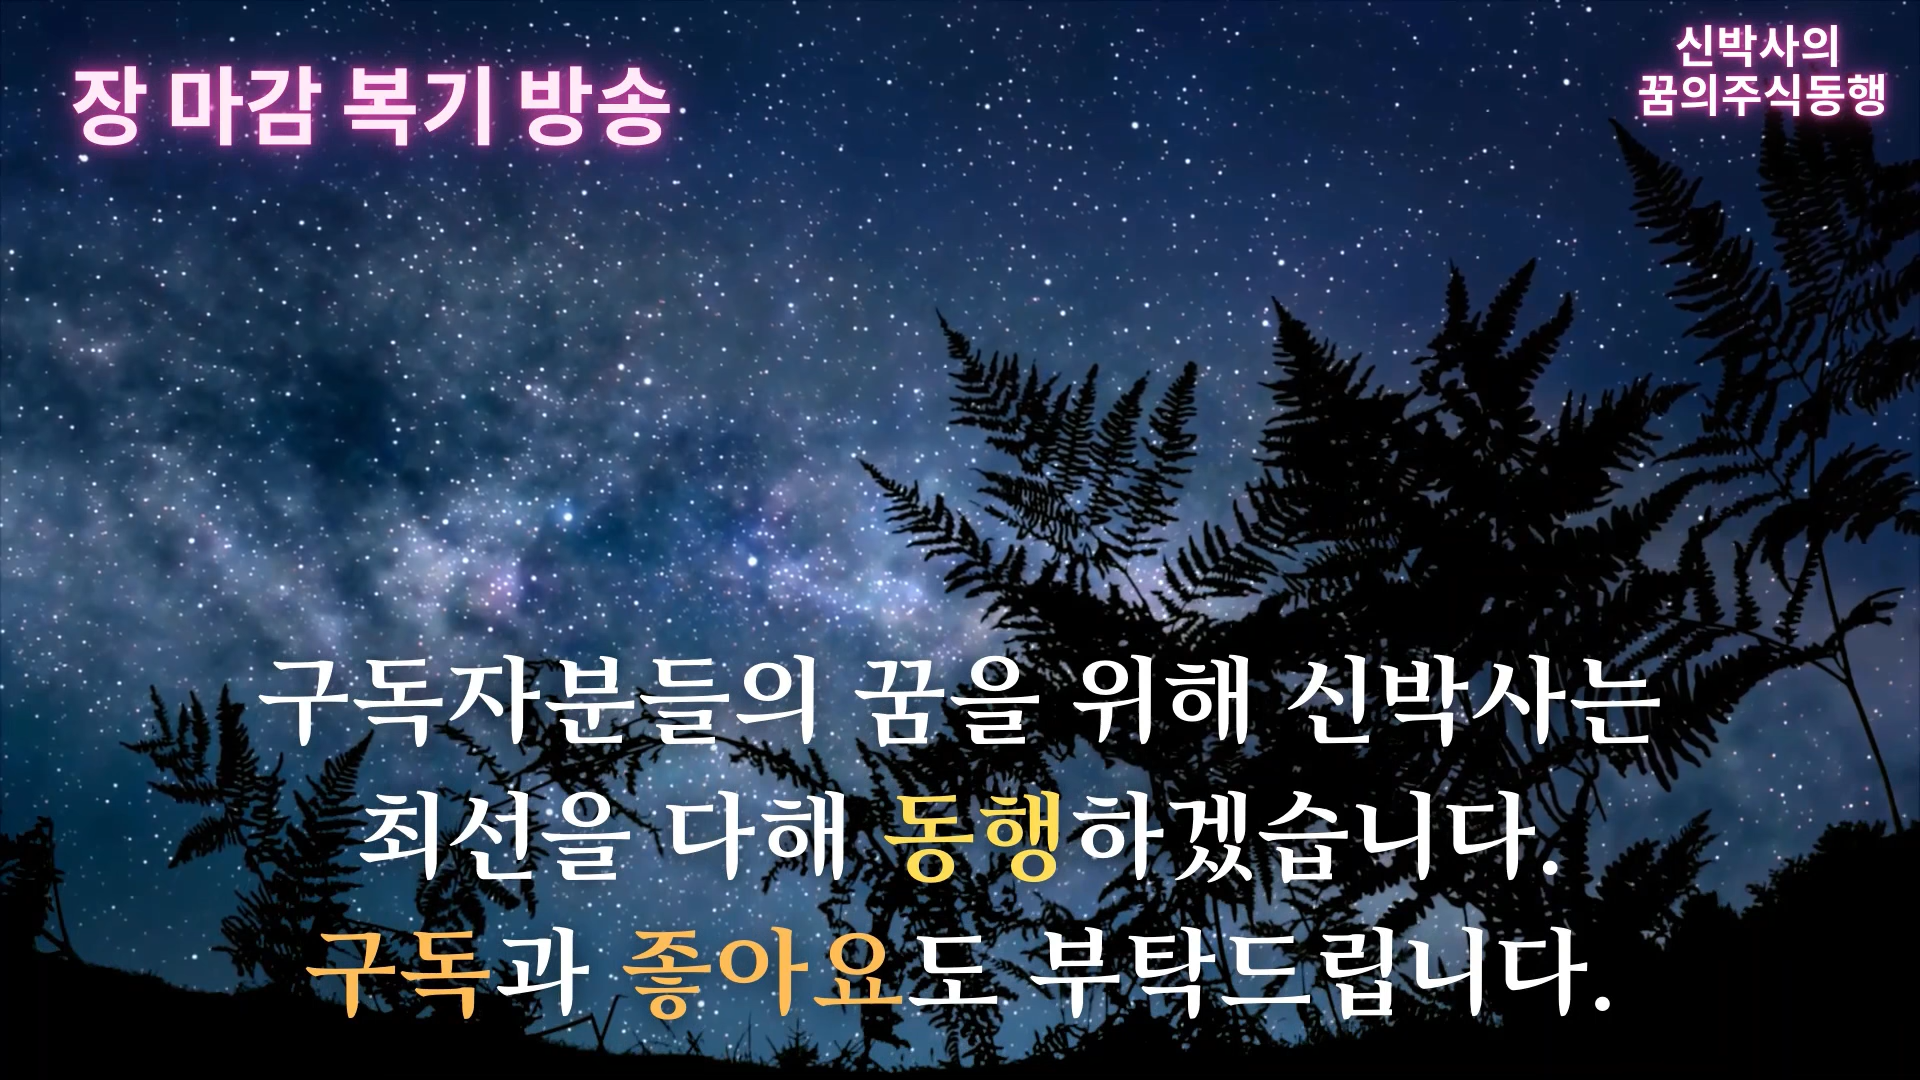 장 마감 복기 방송
신박사의
꿈의주식동행
구독자분들의 꿈을 위해 신박사는
최선을 다해 동행하겠습니다.
구독과 좋아요도 부탁드립니다.